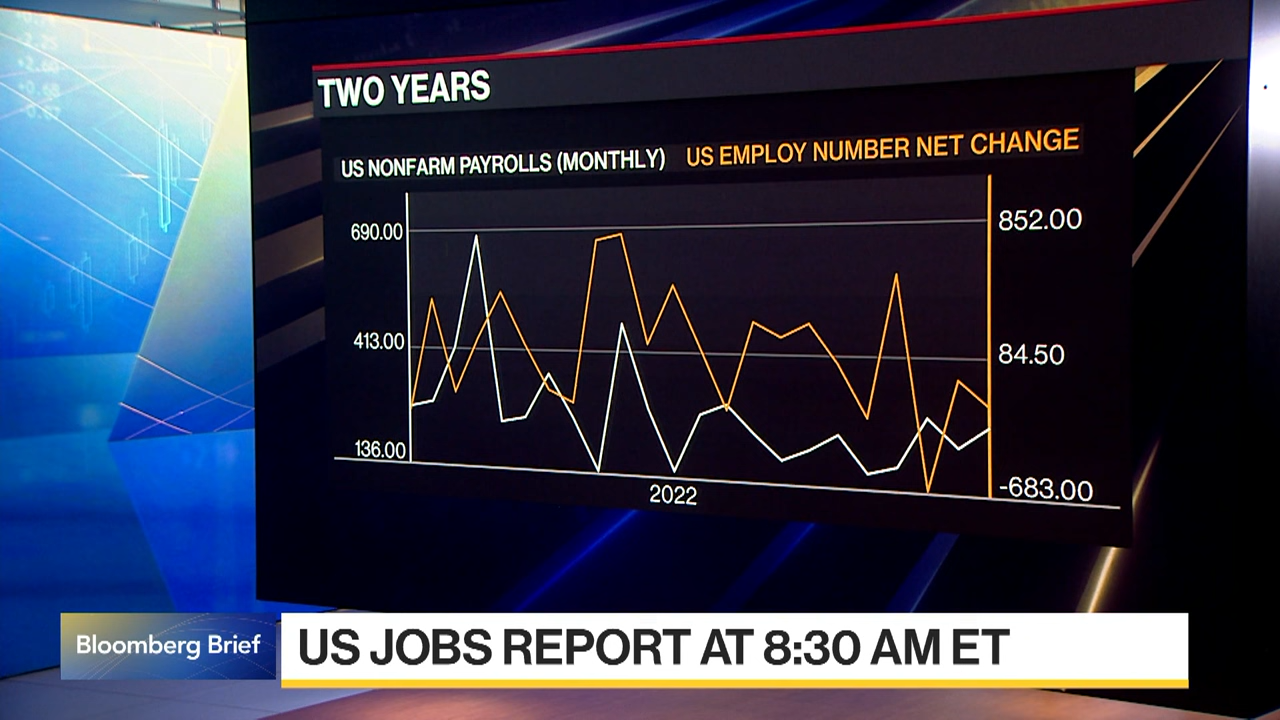 TWO YEARS
US NONFARM PAYROLLS (MONTHLY) US EMPLOY NUMBER NET CHANGE
690.00
852.00
413.00
84.50
136.00
-683.00
2022
Bloomberg Brief
US JOBS REPORT AT 8:30 AM ET